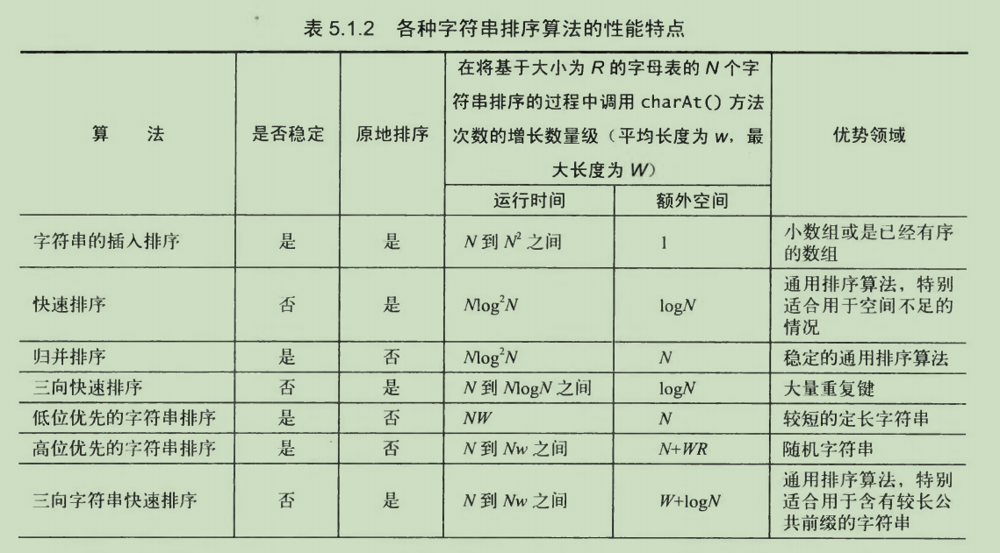 表 5.1.2 各种字符串排序算法的性能特点
算 法
是否稳定
原地排序
在将基于大小为 R 的字母表的 N 个字
符串排序的过程中调用 charAt() 方法
次数的增长数量级（平均长度为 w，最
大长度为 W）
优势领域
运行时间
额外空间
字符串的插入排序
是
是
N 到 N² 之间
1
小数组或是已经有序
的数组
快速排序
否
是
Nlog²N
logN
通用排序算法，特别
适合用于空间不足的
情况
归并排序
是
否
Nlog²N
N
稳定的通用排序算法
三向快速排序
否
是
N 到 NlogN 之间
logN
大量重复键
低位优先的字符串排序
是
否
NW
N
较短的定长字符串
高位优先的字符串排序
是
否
N 到 Nw 之间
N+WR
随机字符串
三向字符串快速排序
否
是
N 到 Nw 之间
W+logN
通用排序算法，特别
适合用于含有较长公
共前缀的字符串